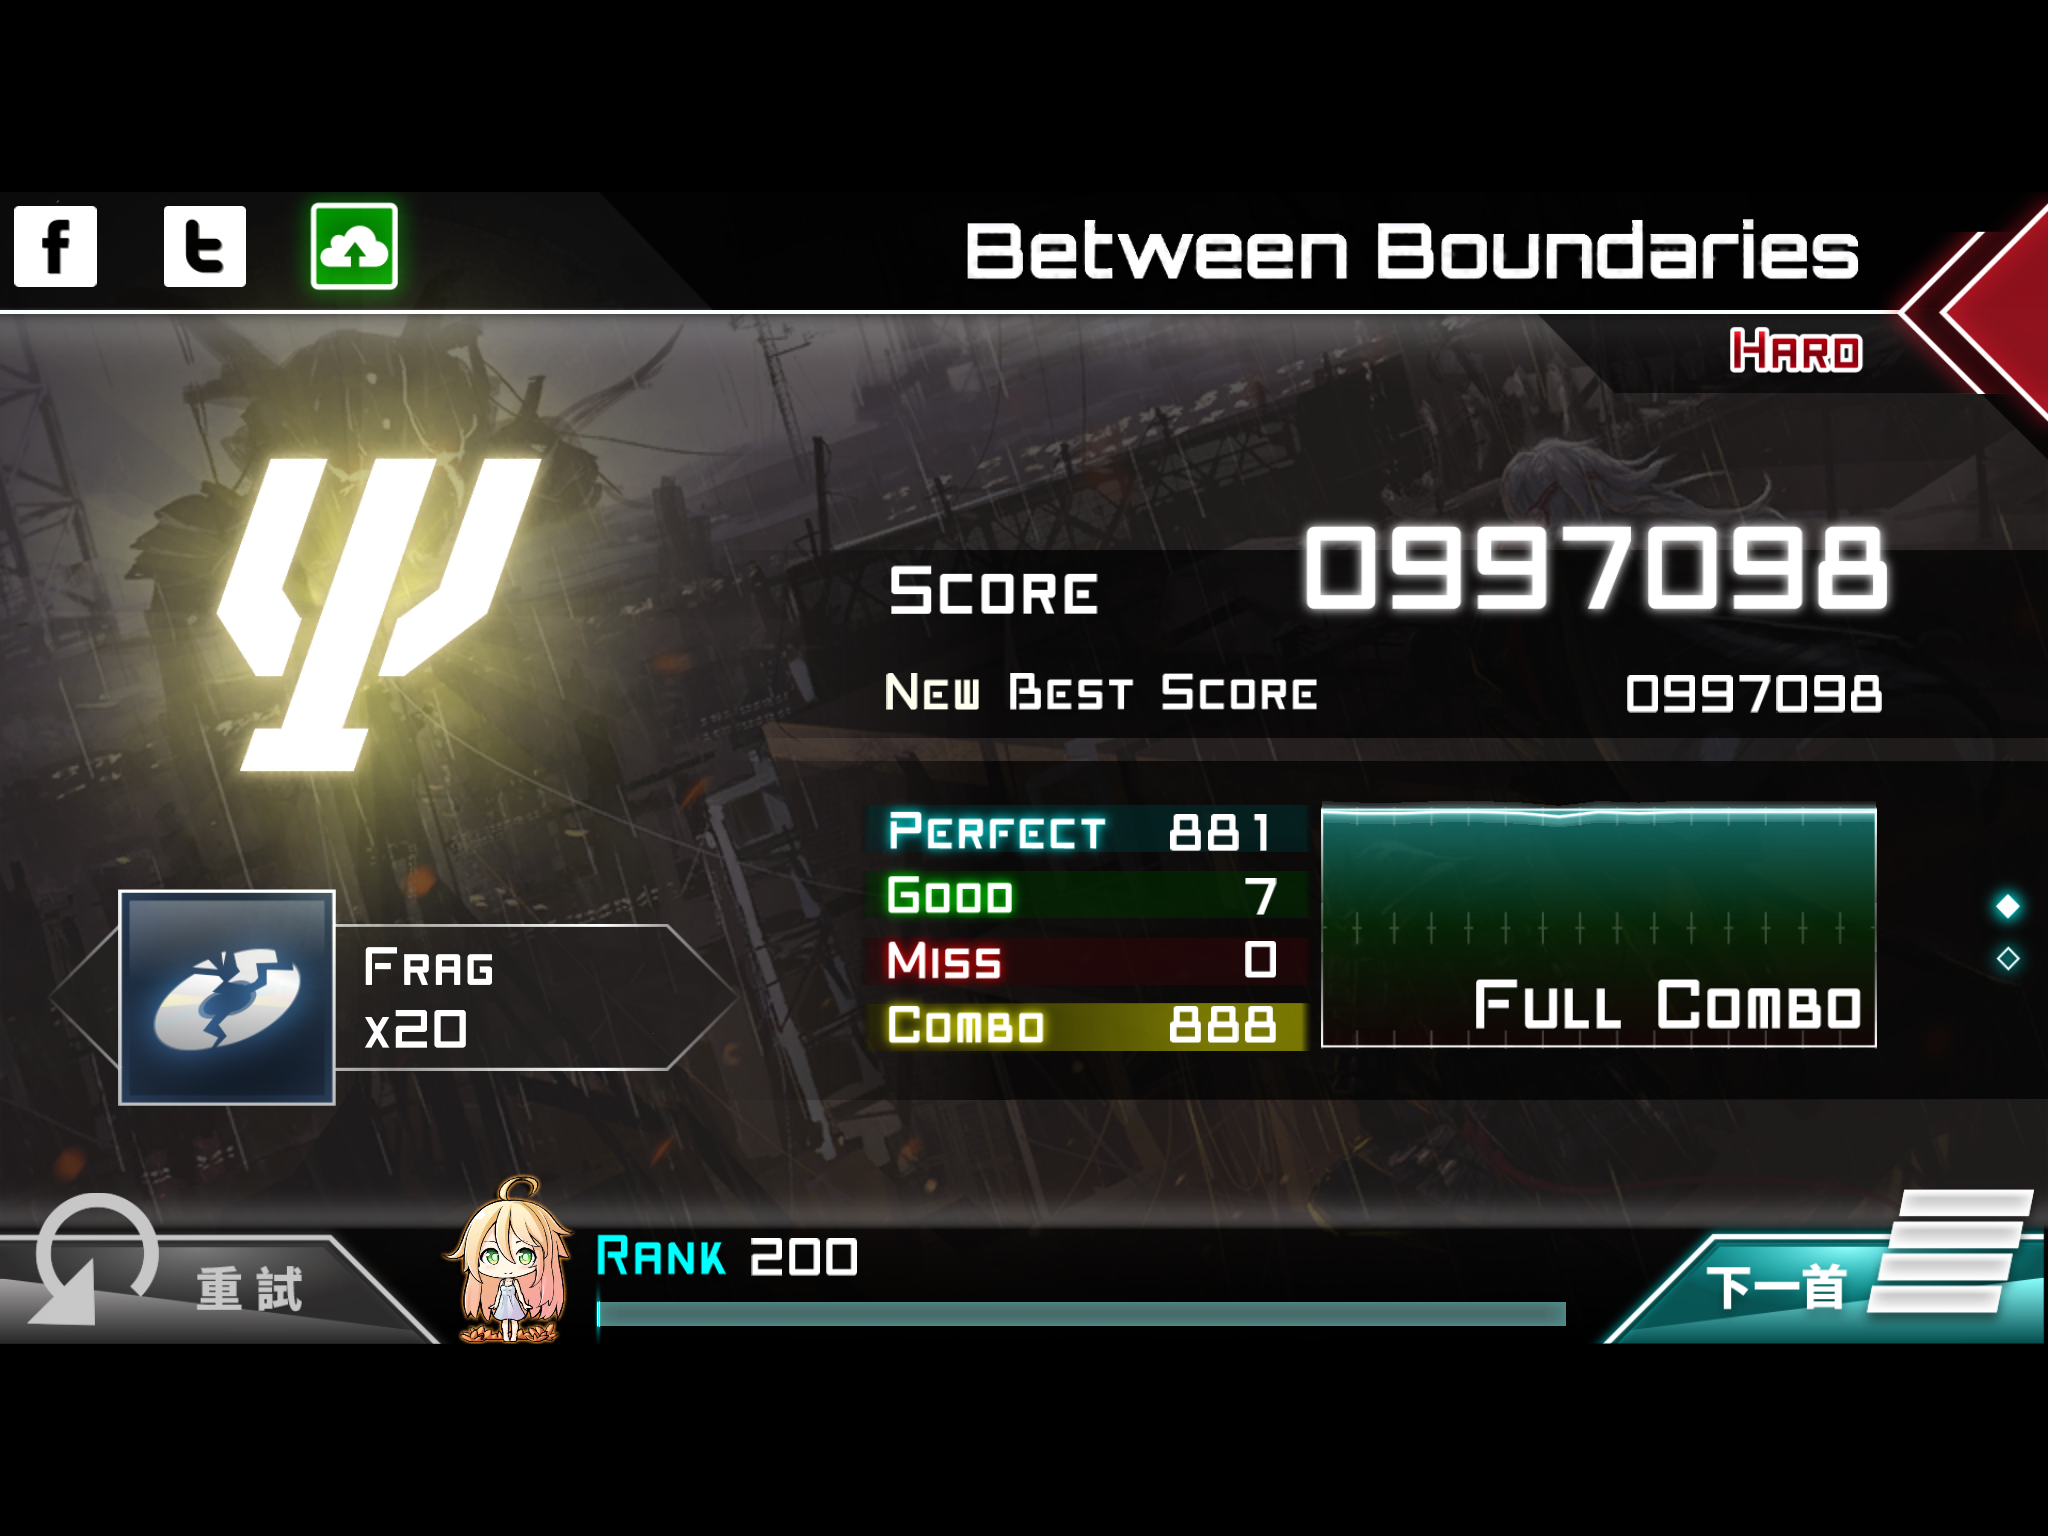 f
t
Between Boundaries
HARD
Ψ
SCORE 0997098
NEW BEST SCORE 0997098
PERFECT 881
GOOD 7
MISS 0
COMBO 888
FULL COMBO
FRAG
x20
重試
RANK 200
下一首